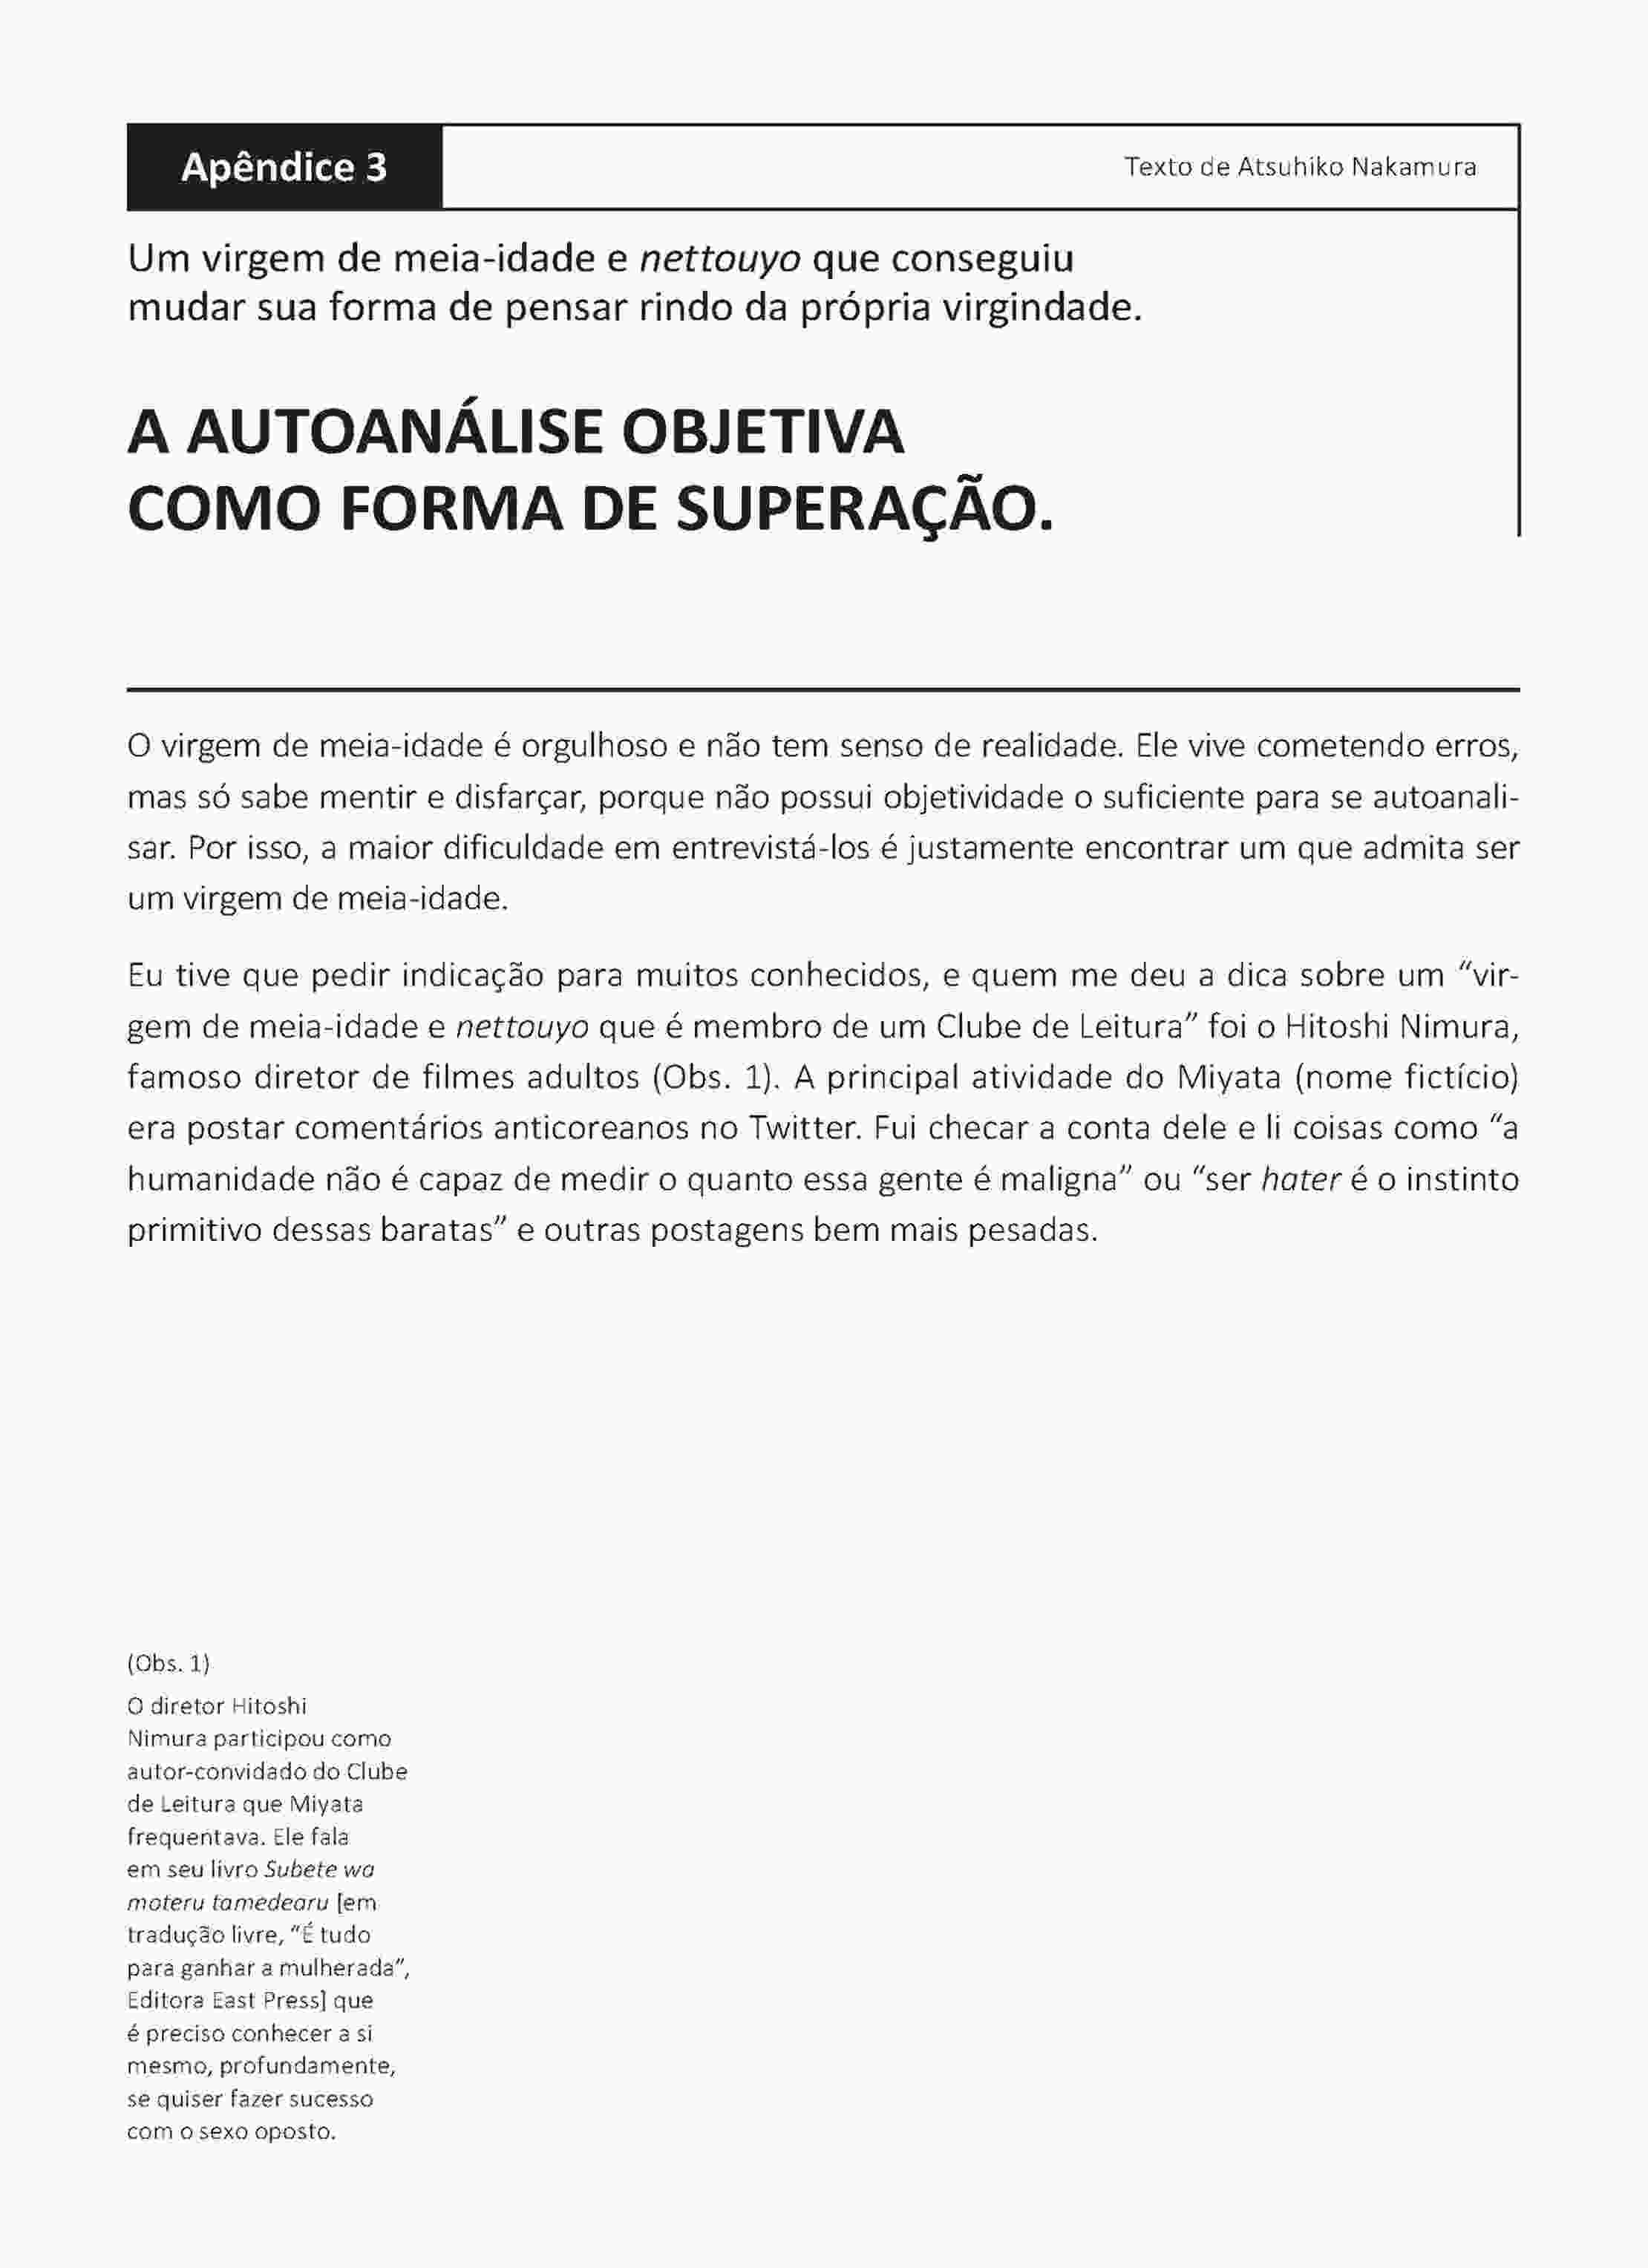 Apêndice 3
Texto de Atsuhiko Nakamura
Um virgem de meia-idade e nettouyo que conseguiu
mudar sua forma de pensar rindo da própria virgindade.
A AUTOANÁLISE OBJETIVA
COMO FORMA DE SUPERAÇÃO.
O virgem de meia-idade é orgulhoso e não tem senso de realidade. Ele vive cometendo erros,
mas só sabe mentir e disfarçar, porque não possui objetividade o suficiente para se autoanali-
sar. Por isso, a maior dificuldade em entrevistá-los é justamente encontrar um que admita ser
um virgem de meia-idade.
Eu tive que pedir indicação para muitos conhecidos, e quem me deu a dica sobre um “vir-
gem de meia-idade e nettouyo que é membro de um Clube de Leitura” foi o Hitoshi Nimura,
famoso diretor de filmes adultos (Obs. 1). A principal atividade do Miyata (nome fictício)
era postar comentários anticoreanos no Twitter. Fui checar a conta dele e li coisas como “a
humanidade não é capaz de medir o quanto essa gente é maligna” ou “ser hater é o instinto
primitivo dessas baratas” e outras postagens bem mais pesadas.
(Obs. 1)
O diretor Hitoshi
Nimura participou como
autor-convidado do Clube
de Leitura que Miyata
frequentava. Ele fala
em seu livro Subete wa
moteru tamedearu [em
tradução livre, “É tudo
para ganhar a mulherada”,
Editora East Press] que
é preciso conhecer a si
mesmo, profundamente,
se quiser fazer sucesso
com o sexo oposto.